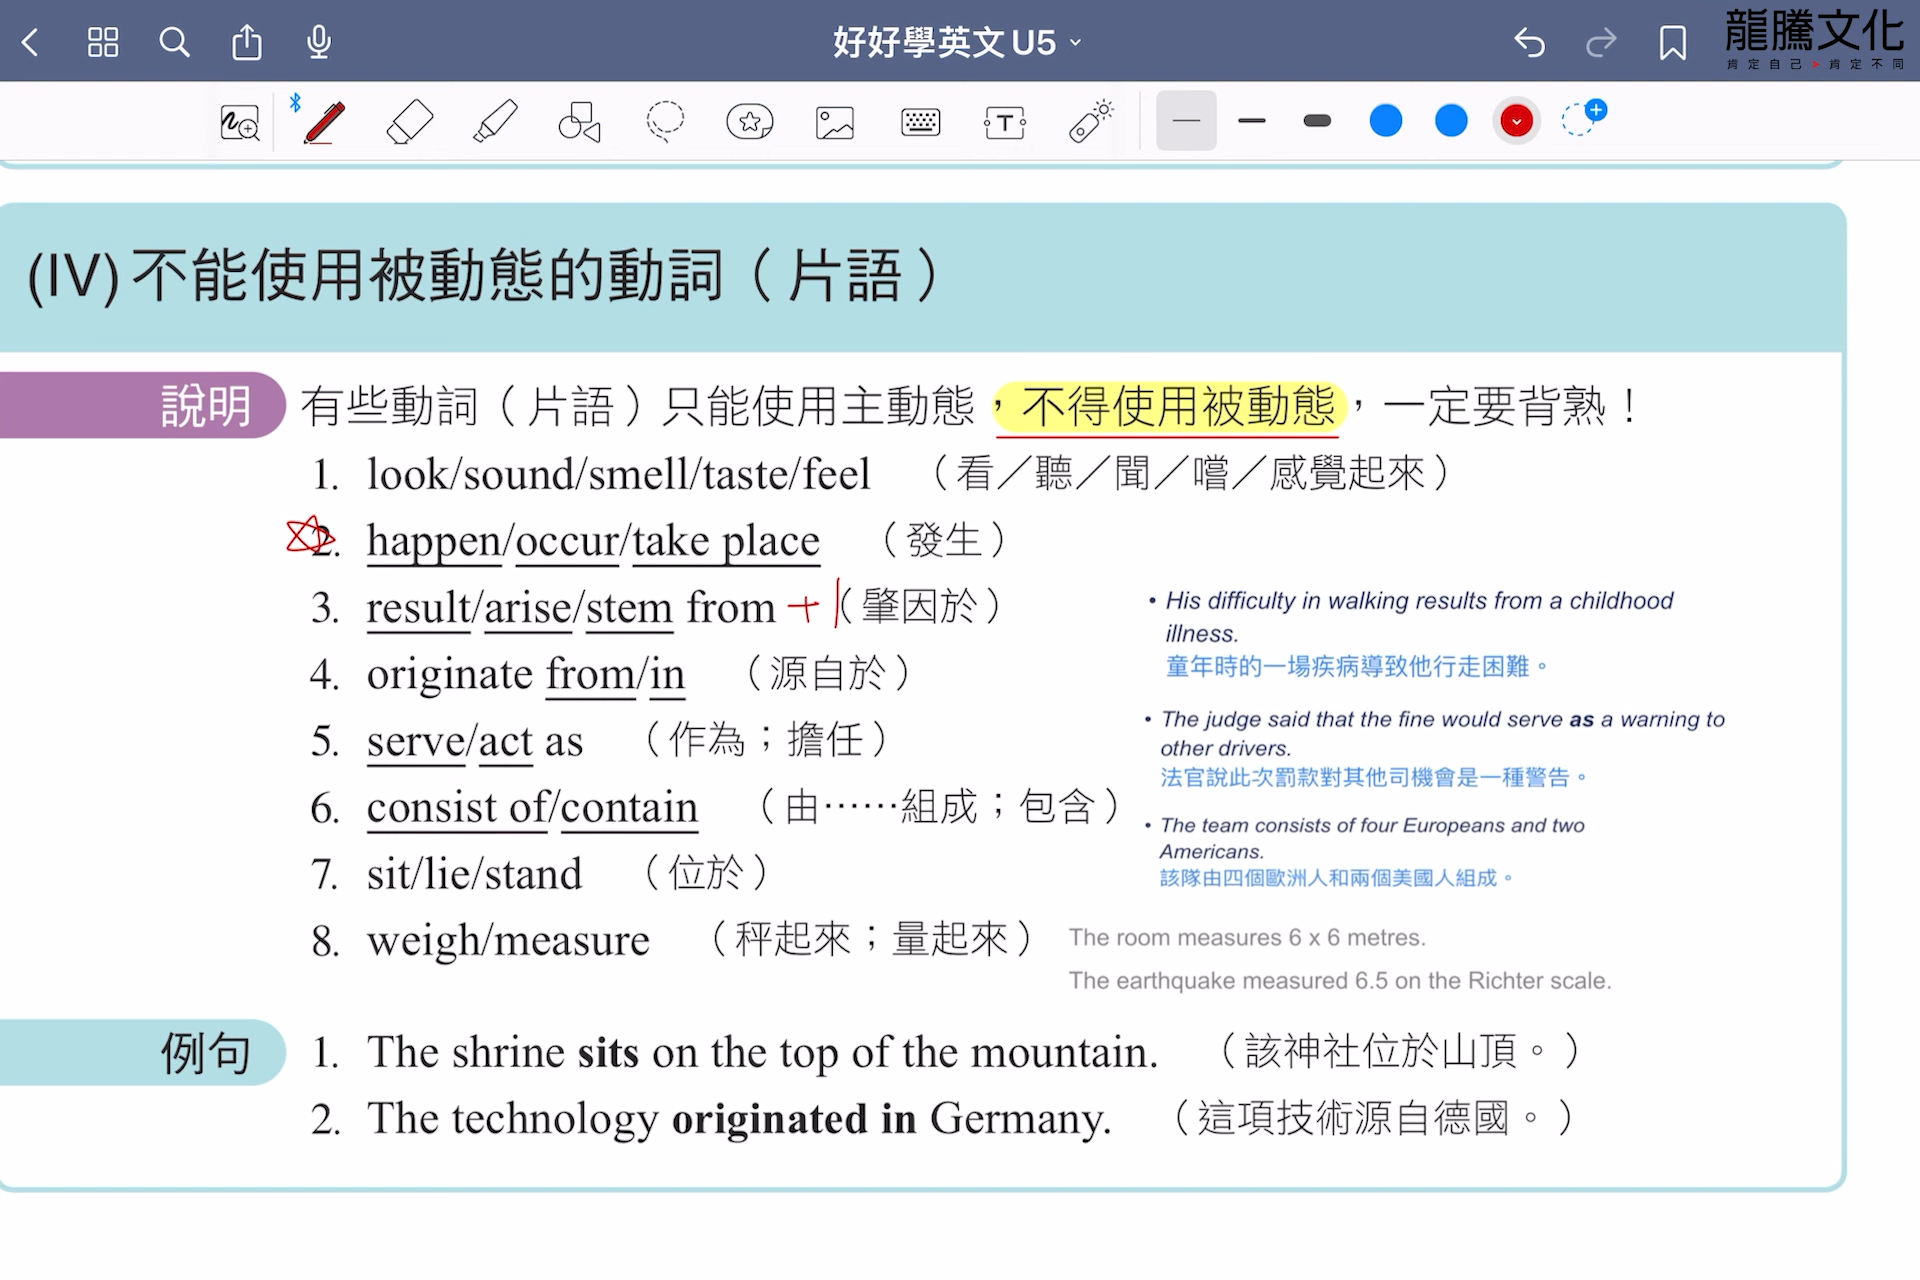 好好學英文 U5
龍騰文化
肯定自己 肯定不同
T
(IV) 不能使用被動態的動詞（片語）
說明 有些動詞（片語）只能使用主動態，不得使用被動態，一定要背熟！
1. look/sound/smell/taste/feel （看／聽／聞／嚐／感覺起來）
2. happen/occur/take place （發生）
3. result/arise/stem from + （肇因於）
4. originate from/in （源自於）
5. serve/act as （作為；擔任）
6. consist of/contain （由……組成；包含）
7. sit/lie/stand （位於）
8. weigh/measure （秤起來；量起來）
• His difficulty in walking results from a childhood
illness.
童年時的一場疾病導致他行走困難。
• The judge said that the fine would serve as a warning to
other drivers.
法官說此次罰款對其他司機會是一種警告。
• The team consists of four Europeans and two
Americans.
該隊由四個歐洲人和兩個美國人組成。
The room measures 6 x 6 metres.
The earthquake measured 6.5 on the Richter scale.
例句 1. The shrine sits on the top of the mountain. （該神社位於山頂。）
2. The technology originated in Germany. （這項技術源自德國。）